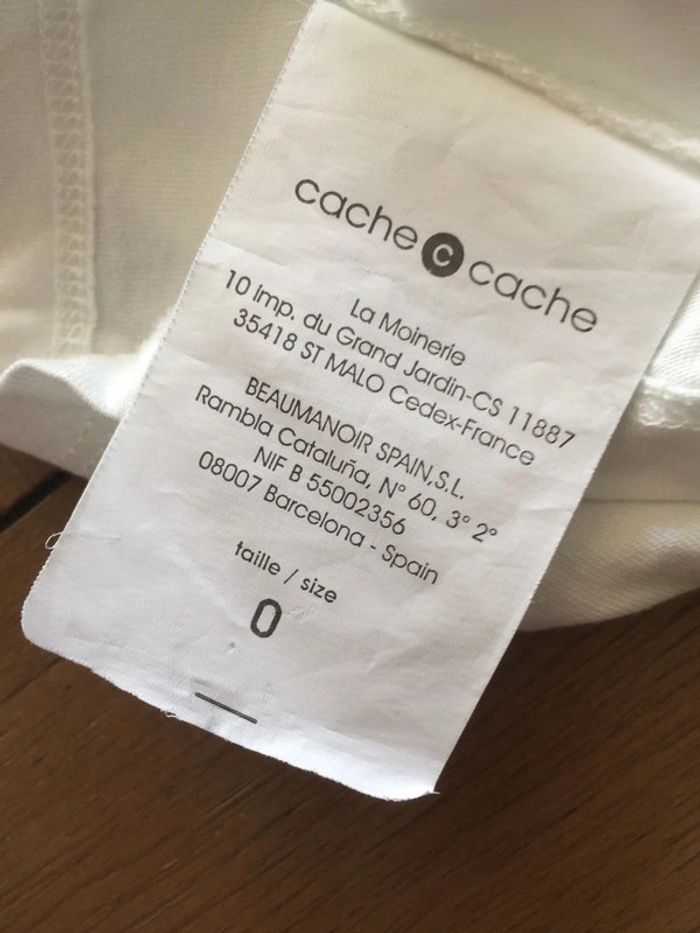 cache c cache
La Moinerie
10 Imp. du Grand Jardin-CS 11887
35418 ST MALO Cedex-France
BEAUMANOIR SPAIN,S.L.
Rambla Cataluña, N° 60, 3° 2°
NIF B 55002356
08007 Barcelona - Spain
taille / size
0